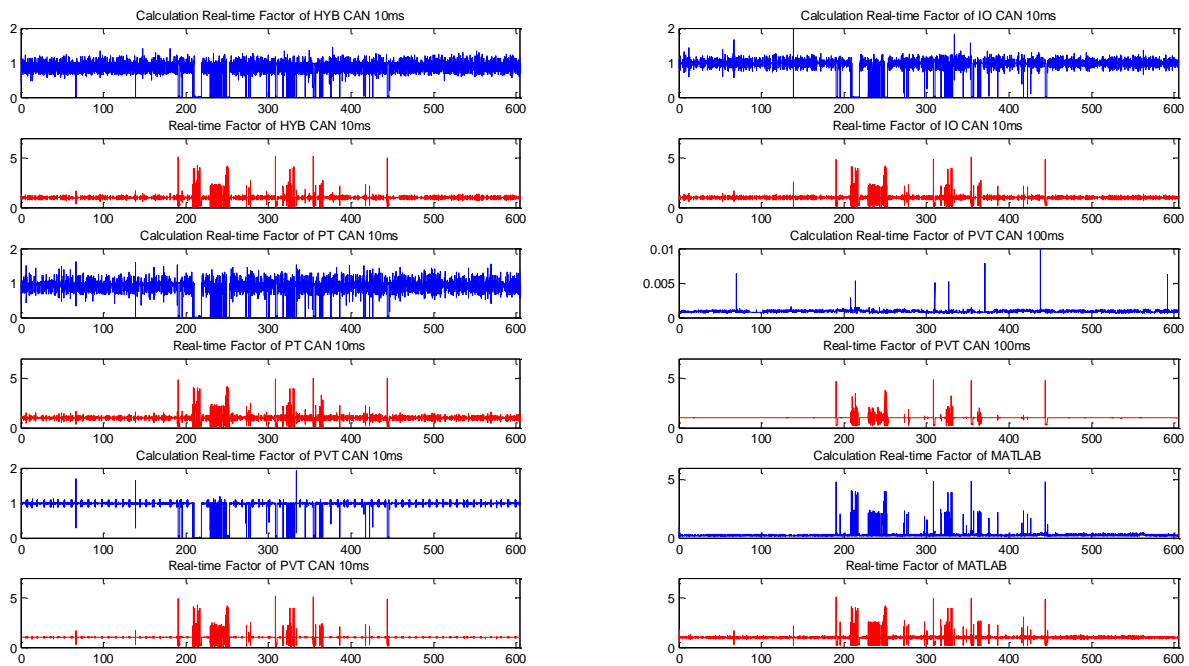 Calculation Real-time Factor of HYB CAN 10ms
2
1
0
0 100 200 300 400 500 600
Real-time Factor of HYB CAN 10ms
5
0
0 100 200 300 400 500 600
Calculation Real-time Factor of PT CAN 10ms
2
1
0
0 100 200 300 400 500 600
Real-time Factor of PT CAN 10ms
5
0
0 100 200 300 400 500 600
Calculation Real-time Factor of PVT CAN 10ms
2
1
0
0 100 200 300 400 500 600
Real-time Factor of PVT CAN 10ms
5
0
0 100 200 300 400 500 600
Calculation Real-time Factor of IO CAN 10ms
2
1
0
0 100 200 300 400 500 600
Real-time Factor of IO CAN 10ms
5
0
0 100 200 300 400 500 600
Calculation Real-time Factor of PVT CAN 100ms
0.01
0.005
0
0 100 200 300 400 500 600
Real-time Factor of PVT CAN 100ms
5
0
0 100 200 300 400 500 600
Calculation Real-time Factor of MATLAB
5
0
0 100 200 300 400 500 600
Real-time Factor of MATLAB
5
0
0 100 200 300 400 500 600